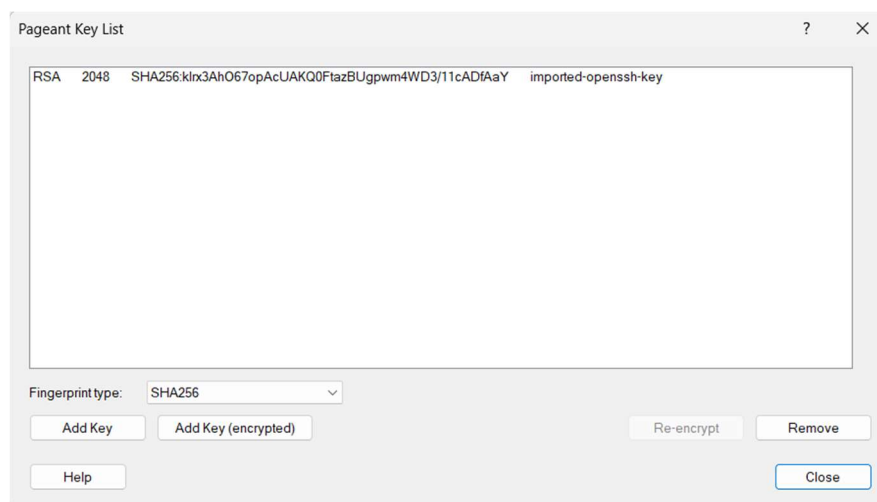 Pageant Key List ?
RSA 2048 SHA256:klrx3AhO67opAcUAKQ0FtazBUgpwm4WD3/11cADfAaY imported-openssh-key
Fingerprint type: SHA256
Add Key Add Key (encrypted) Re-encrypt Remove
Help Close